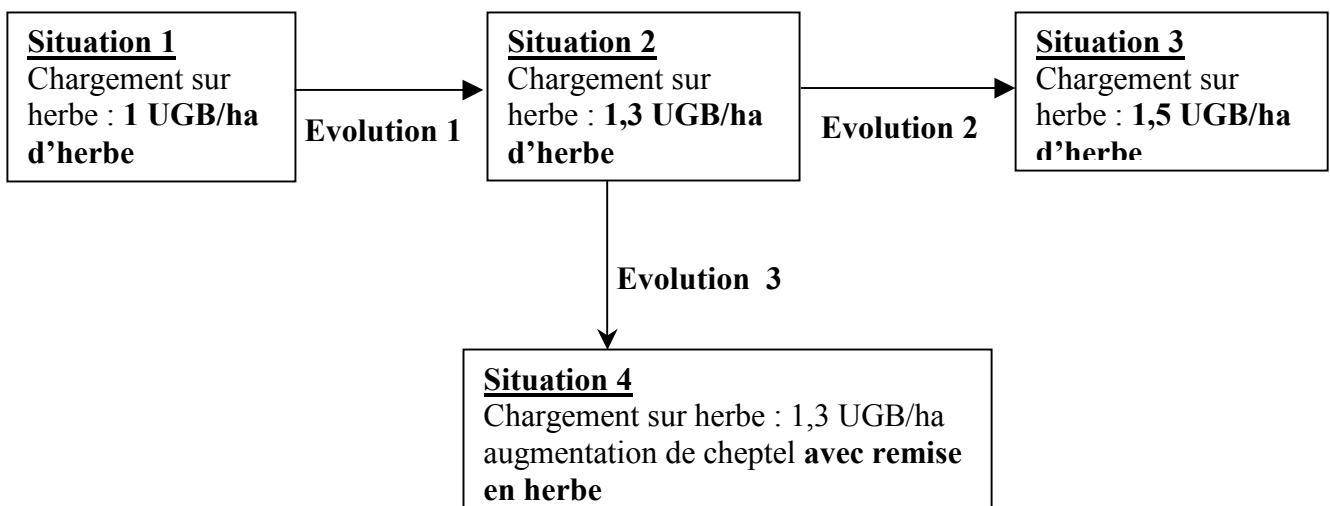 Situation 1
Chargement sur
herbe : 1 UGB/ha
d’herbe
Evolution 1
Situation 2
Chargement sur
herbe : 1,3 UGB/ha
d’herbe
Evolution 2
Situation 3
Chargement sur
herbe : 1,5 UGB/ha
d’herbe
Evolution 3
Situation 4
Chargement sur herbe : 1,3 UGB/ha
augmentation de cheptel avec remise
en herbe